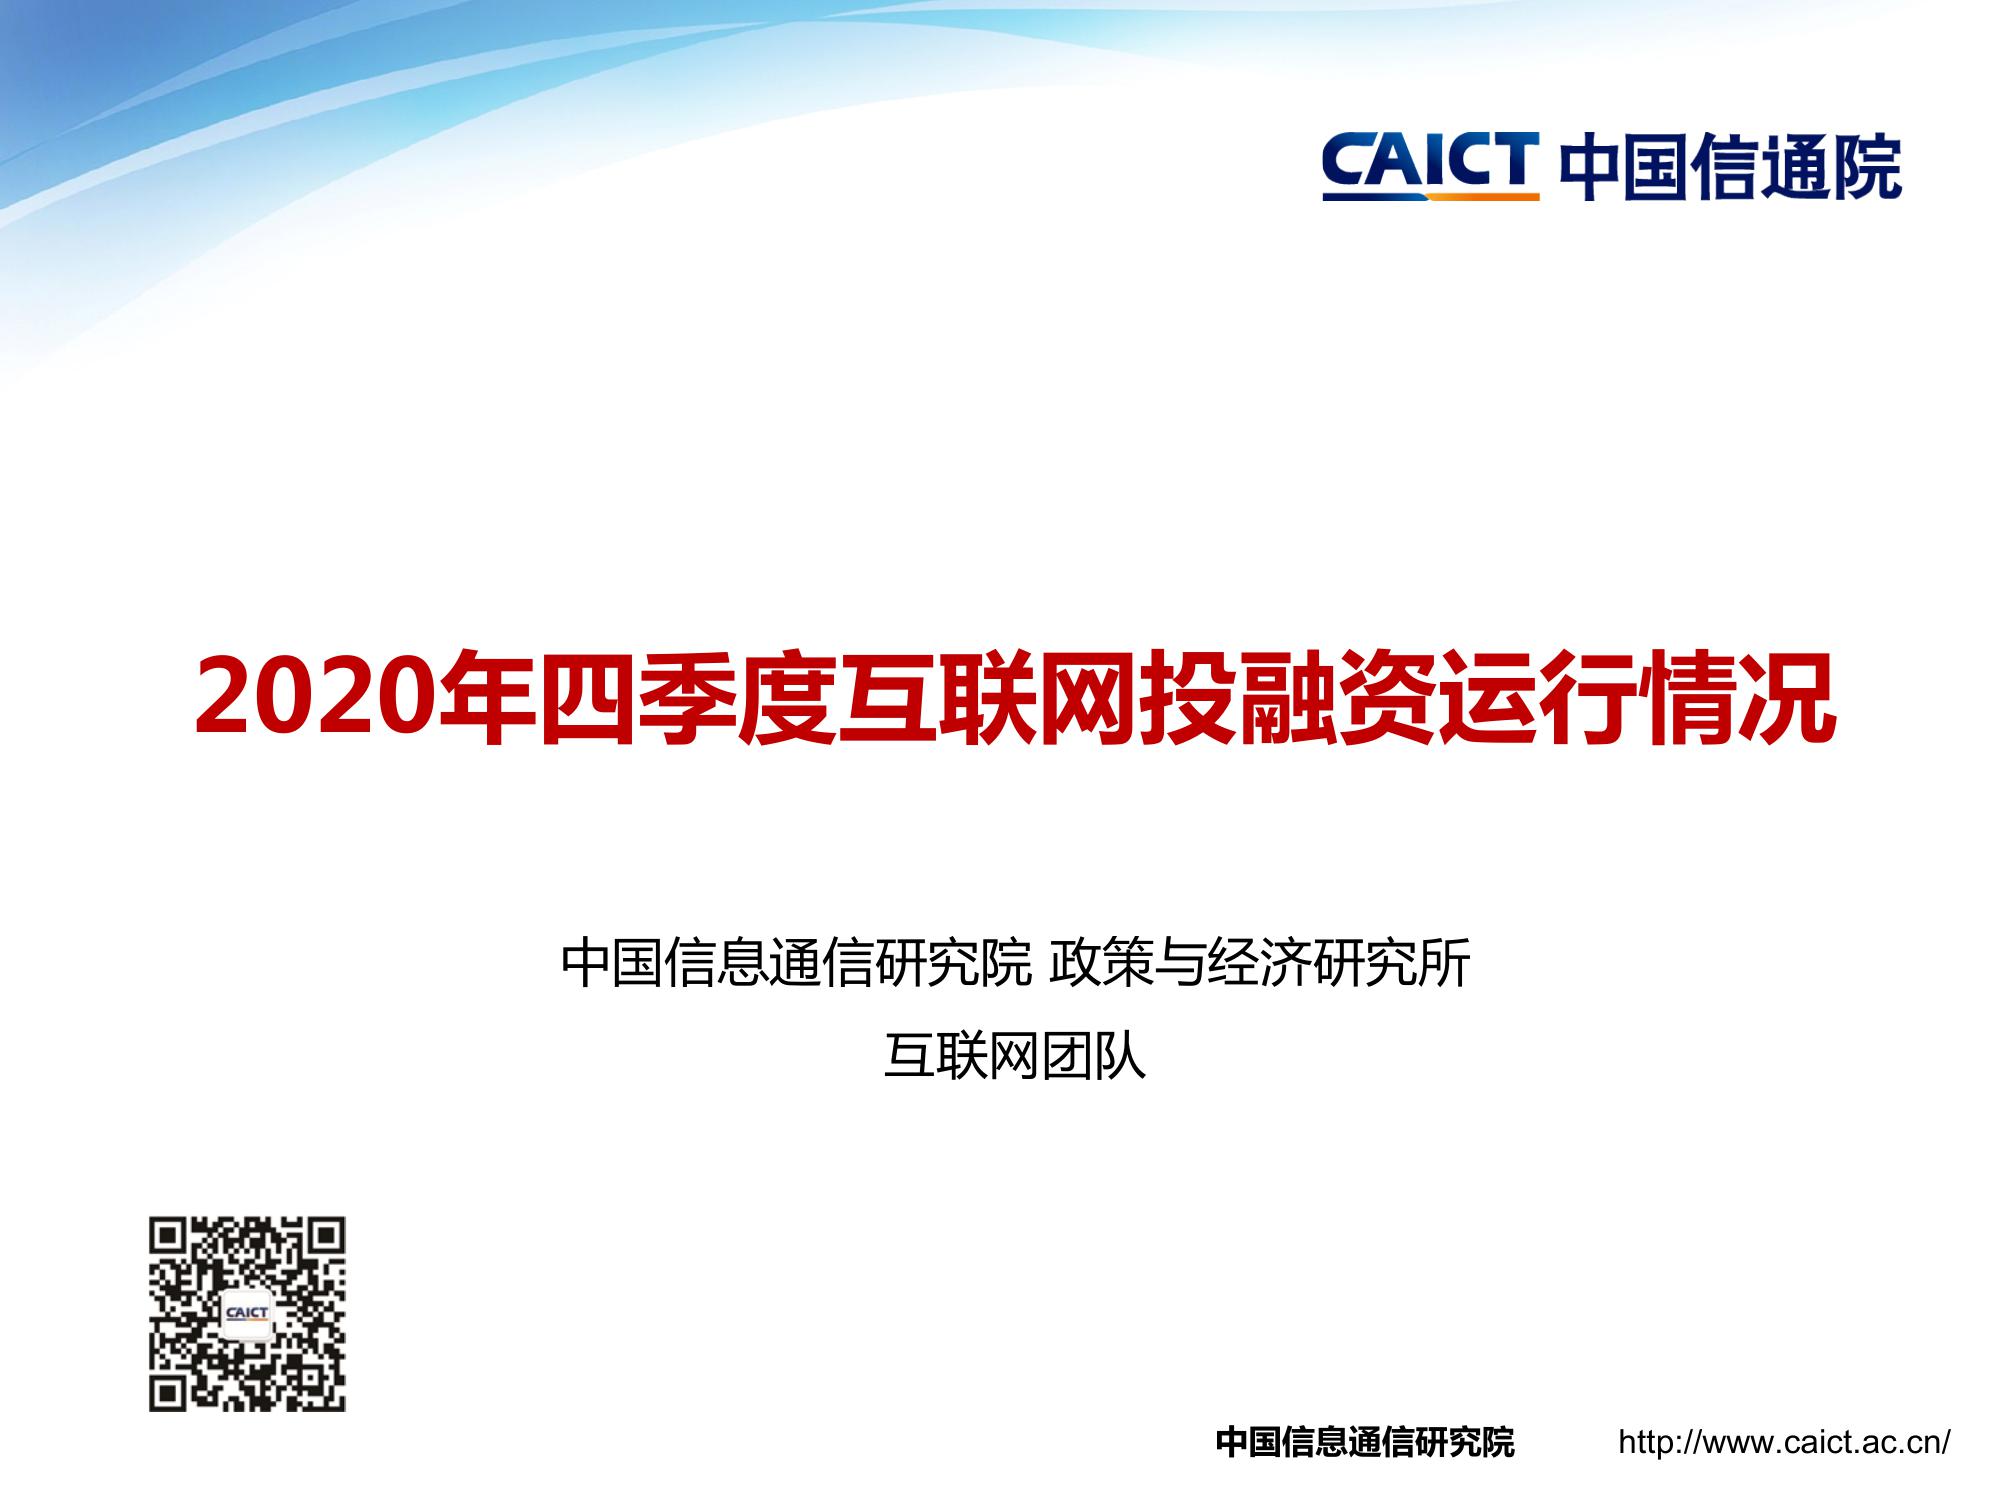 CAICT 中国信通院
2020年四季度互联网投融资运行情况
中国信息通信研究院 政策与经济研究所
互联网团队
CAICT
中国信息通信研究院 http://www.caict.ac.cn/